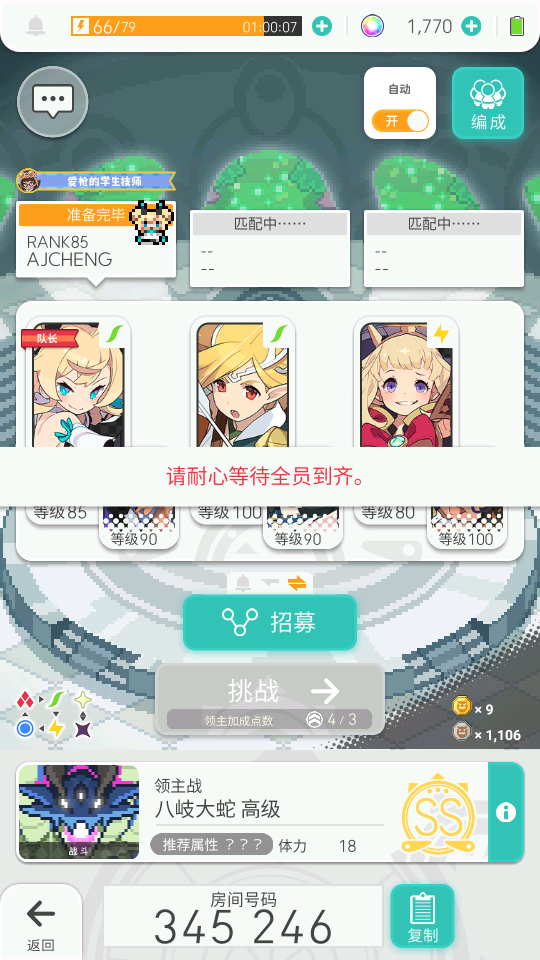 66/79
01:00:07
1,770
自动
开
编成
爱枪的学生技师
准备完毕
RANK85
AJCHENG
匹配中······
--
--
匹配中······
--
--
队长
请耐心等待全员到齐。
等级85
等级90
等级100
等级90
等级80
等级100
招募
挑战
领主加成点数
4 / 3
× 9
× 1,106
战斗
领主战
八岐大蛇 高级
推荐属性 ？？？
体力 18
SS
返回
房间号码
345 246
复制